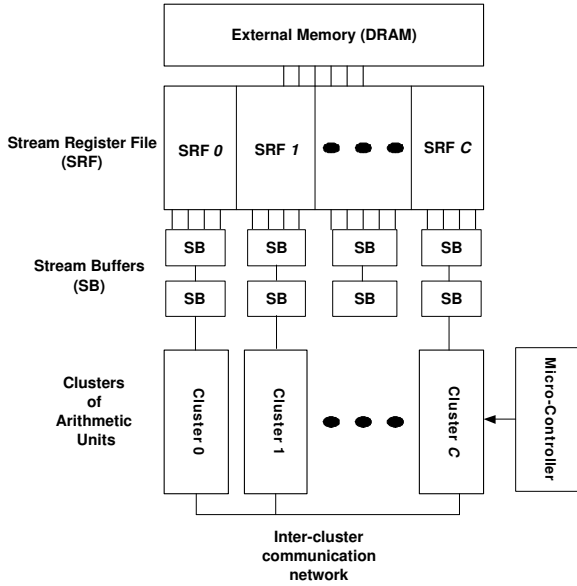 External Memory (DRAM)
Stream Register File
(SRF)
SRF 0
SRF 1
SRF C
Stream Buffers
(SB)
SB
SB
SB
SB
SB
SB
SB
SB
Clusters
of
Arithmetic
Units
Cluster 0
Cluster 1
Cluster C
Micro-Controller
Inter-cluster
communication
network